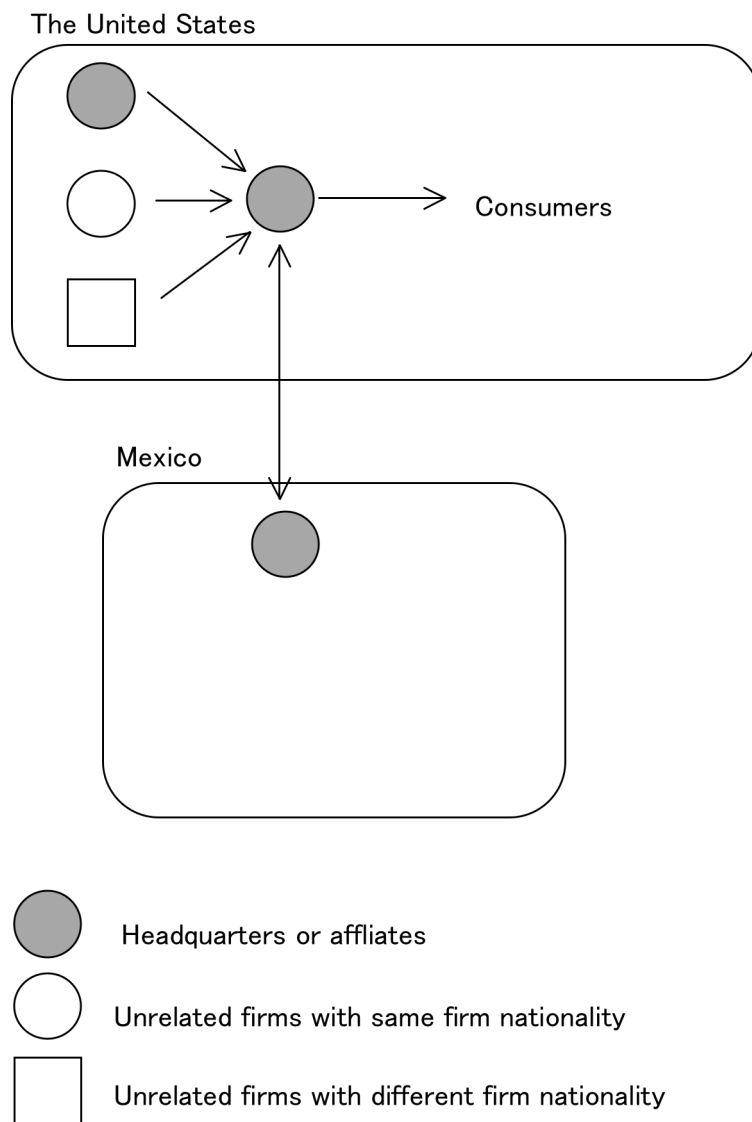 The United States
Consumers
Mexico
Headquarters or affliates
Unrelated firms with same firm nationality
Unrelated firms with different firm nationality